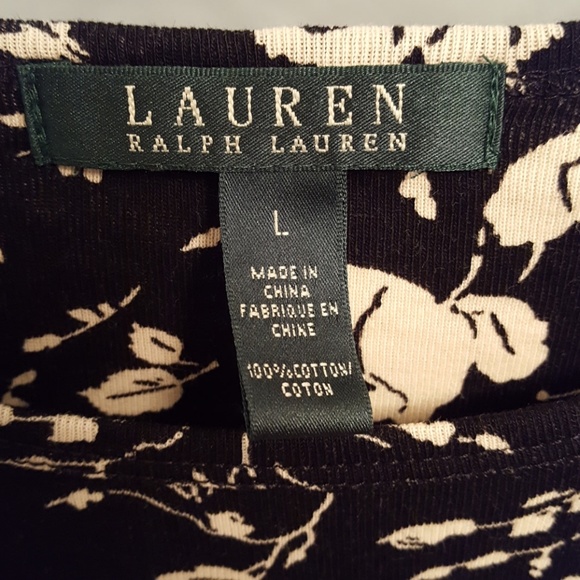 LAUREN
RALPH LAUREN
L
MADE IN
CHINA
FABRIQUE EN
CHINE
100%COTTON/
COTON